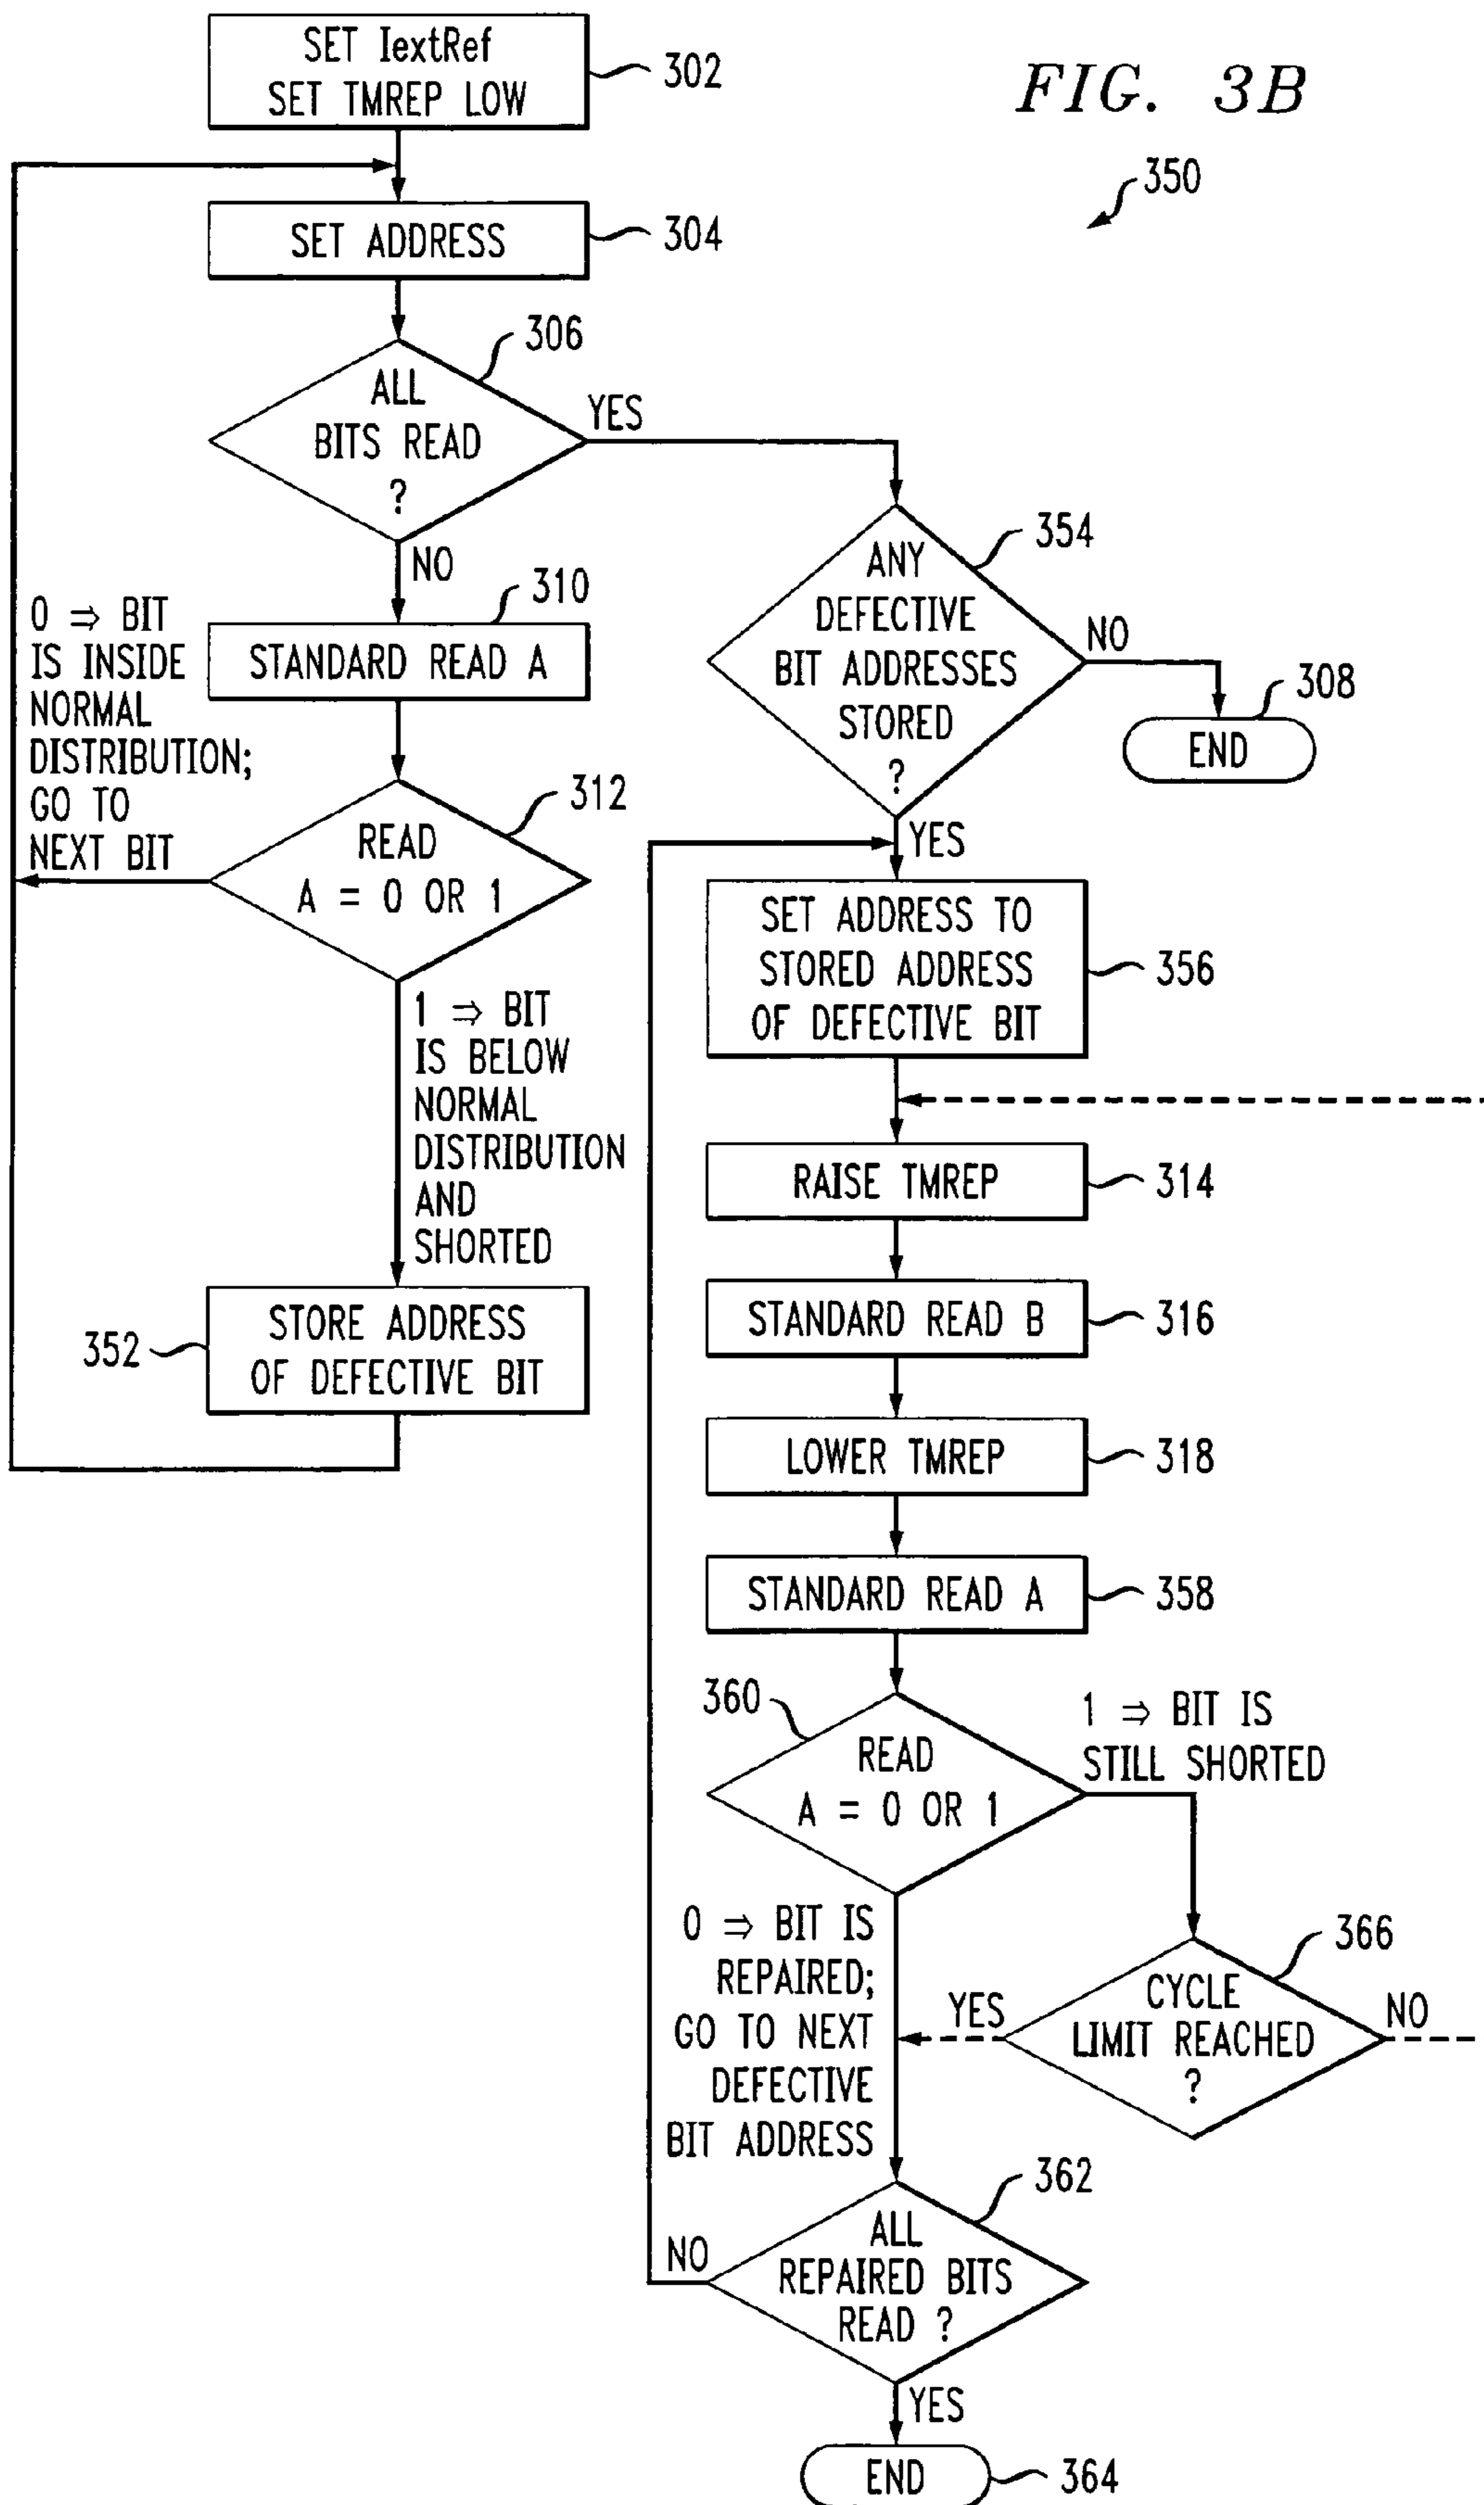 FIG. 3B
350
SET IextRef
SET TMREP LOW
302
SET ADDRESS
304
306
ALL
BITS READ
?
YES
NO
310
STANDARD READ A
0 ⇒ BIT
IS INSIDE
NORMAL
DISTRIBUTION;
GO TO
NEXT BIT
312
READ
A = 0 OR 1
1 ⇒ BIT
IS BELOW
NORMAL
DISTRIBUTION
AND
SHORTED
352
STORE ADDRESS
OF DEFECTIVE BIT
354
ANY
DEFECTIVE
BIT ADDRESSES
STORED
?
NO
308
END
YES
SET ADDRESS TO
STORED ADDRESS
OF DEFECTIVE BIT
356
RAISE TMREP
314
STANDARD READ B
316
LOWER TMREP
318
STANDARD READ A
358
360
READ
A = 0 OR 1
1 ⇒ BIT IS
STILL SHORTED
0 ⇒ BIT IS
REPAIRED;
GO TO NEXT
DEFECTIVE
BIT ADDRESS
366
CYCLE
LIMIT REACHED
?
YES
NO
362
ALL
REPAIRED BITS
READ ?
NO
YES
END
364